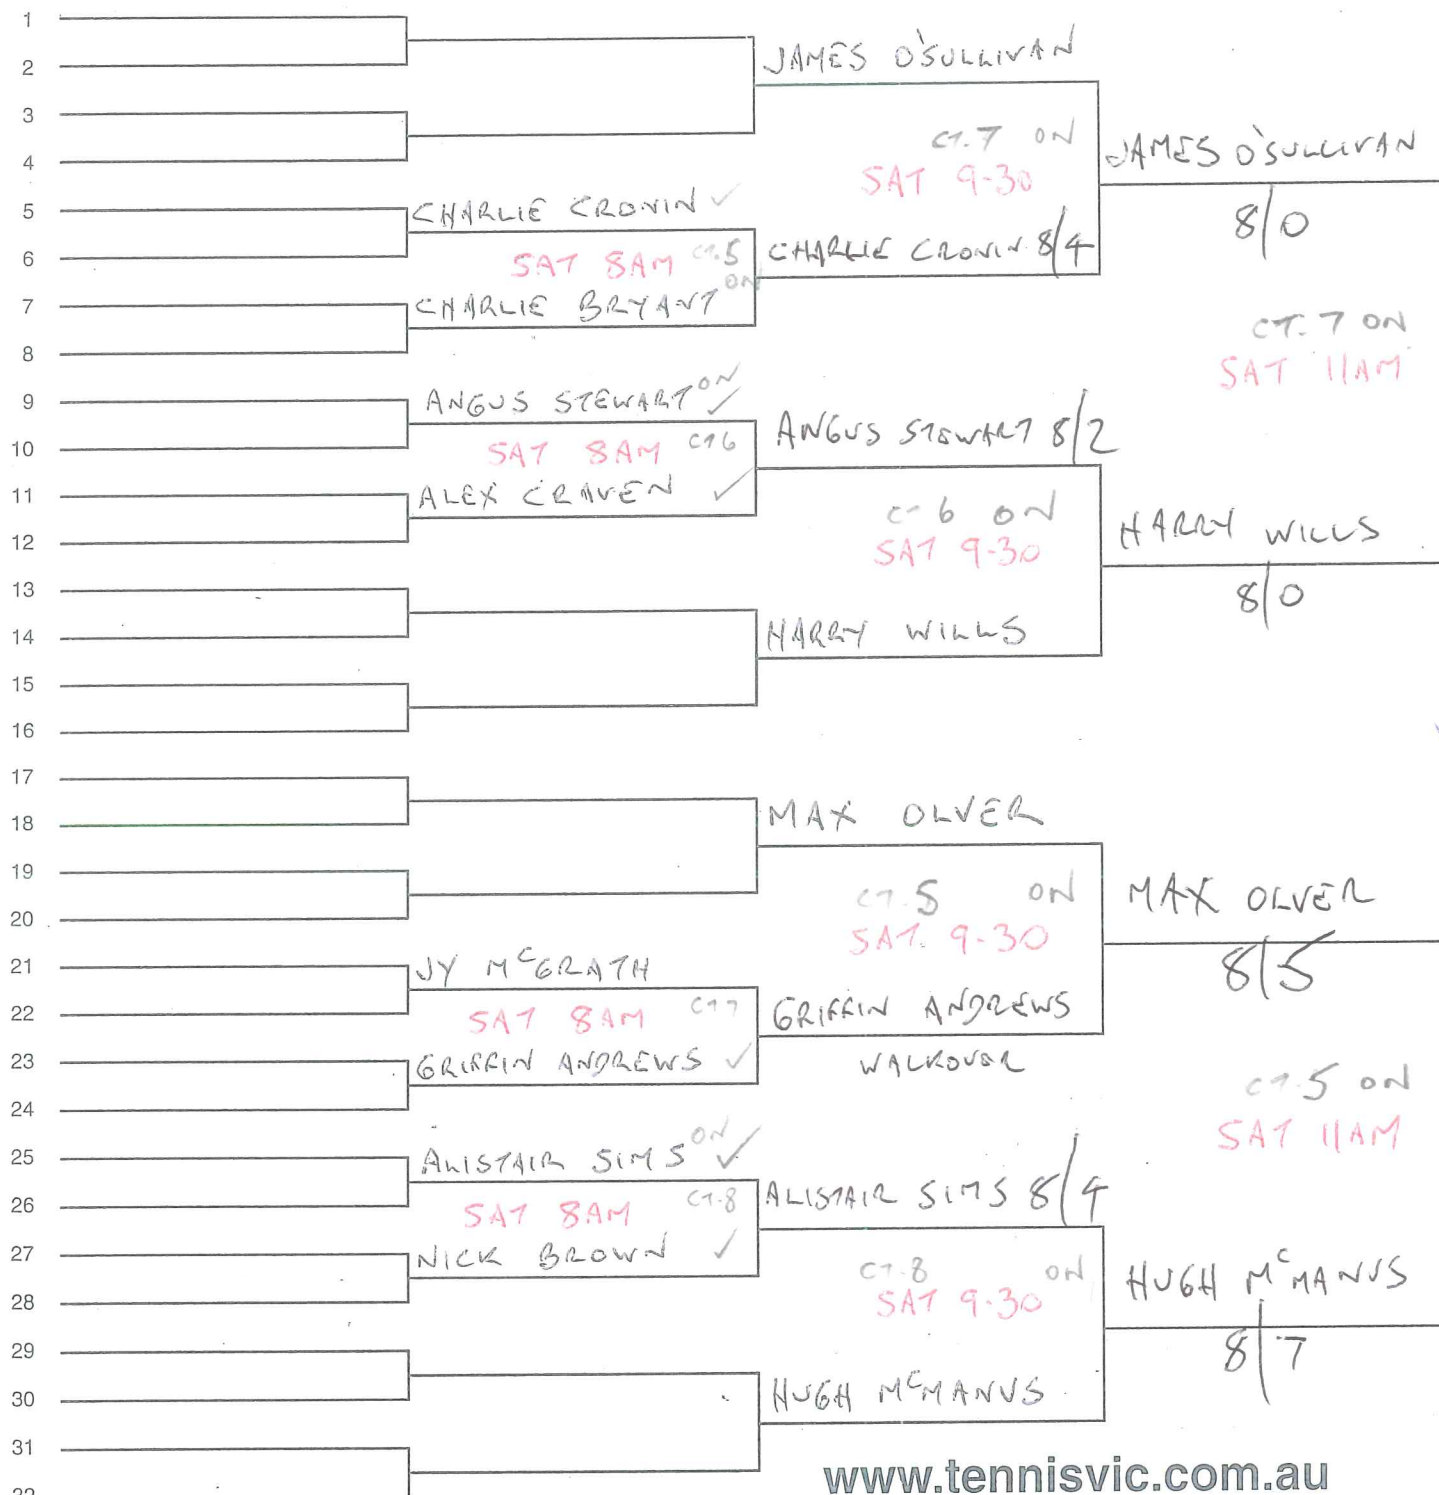 1
2
JAMES O'SULLIVAN
3
CT.7 ON
4
SAT 9-30
JAMES O'SULLIVAN
8/0
5
CHARLIE CRONIN ✓
6
SAT 8AM CT.5
ON
CHARLIE CRONIN 8/4
7
CHARLIE BRYANT
8
CT. 7 ON
SAT 11AM
9
ANGUS STEWART ON ✓
10
SAT 8AM CT6
ANGUS STEWART 8/2
11
ALEX CRAVEN ✓
12
CT 6 ON
SAT 9-30
HARRY WILLS
8/0
13
14
HARRY WILLS
15
16
17
18
MAX OLVER
19
20
CT.5 ON
SAT. 9-30
MAX OLVER
8/5
21
JY McGRATH
22
SAT 8AM CT7
GRIFFIN ANDREWS
WALKOVER
23
GRIFFIN ANDREWS ✓
24
CT.5 ON
SAT 11AM
25
ALISTAIR SIMS ON ✓
26
SAT 8AM CT.8
ALISTAIR SIMS 8/4
27
NICK BROWN ✓
28
CT.8 ON
SAT 9-30
HUGH McMANUS
8/7
29
30
HUGH McMANUS
31
www.tennisvic.com.au